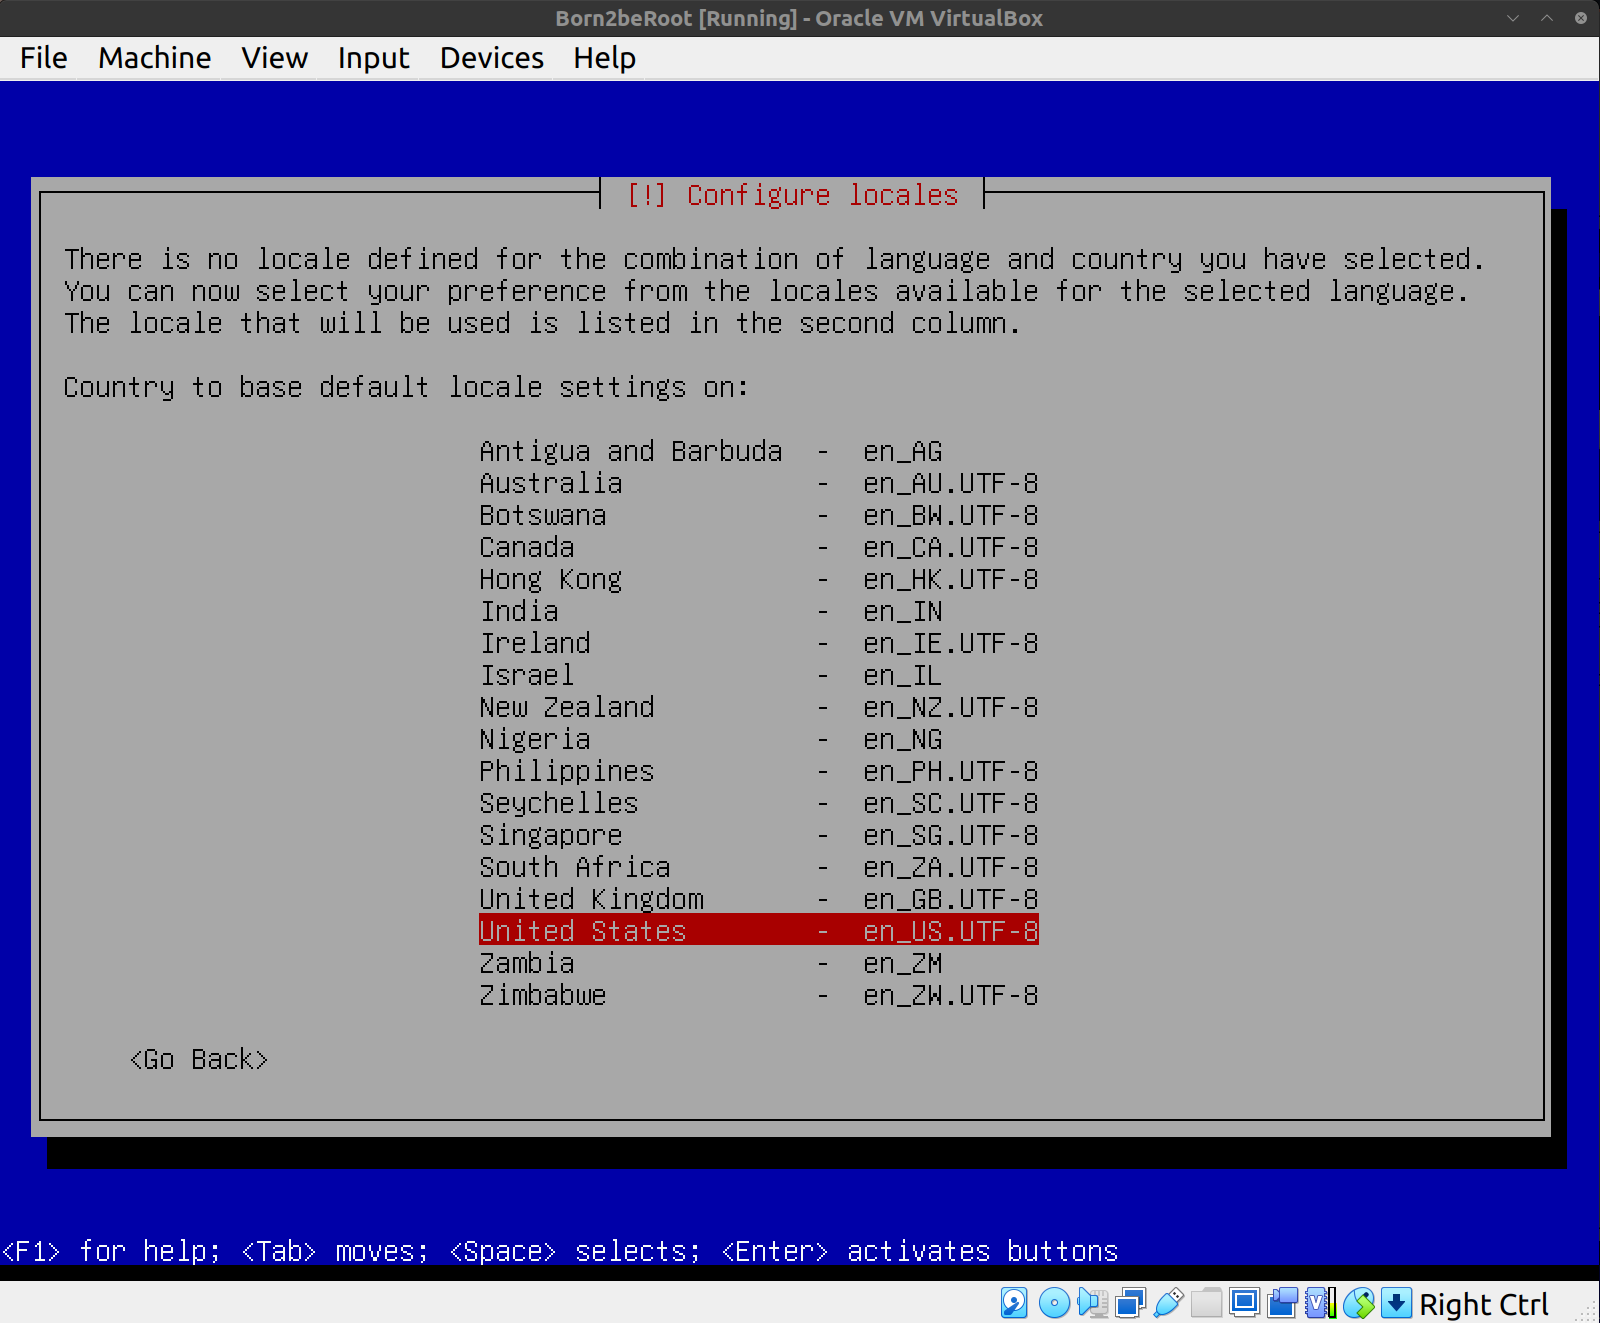 Born2beRoot [Running] - Oracle VM VirtualBox
File Machine View Input Devices Help
[!] Configure locales
There is no locale defined for the combination of language and country you have selected.
You can now select your preference from the locales available for the selected language.
The locale that will be used is listed in the second column.
Country to base default locale settings on:
Antigua and Barbuda - en_AG
Australia - en_AU.UTF-8
Botswana - en_BW.UTF-8
Canada - en_CA.UTF-8
Hong Kong - en_HK.UTF-8
India - en_IN
Ireland - en_IE.UTF-8
Israel - en_IL
New Zealand - en_NZ.UTF-8
Nigeria - en_NG
Philippines - en_PH.UTF-8
Seychelles - en_SC.UTF-8
Singapore - en_SG.UTF-8
South Africa - en_ZA.UTF-8
United Kingdom - en_GB.UTF-8
United States - en_US.UTF-8
Zambia - en_ZM
Zimbabwe - en_ZW.UTF-8
<Go Back>
<F1> for help; <Tab> moves; <Space> selects; <Enter> activates buttons
Right Ctrl